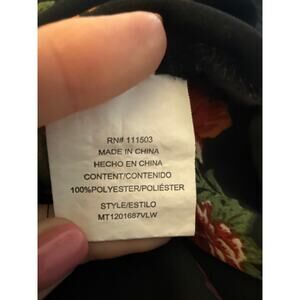 RN# 111503
MADE IN CHINA
HECHO EN CHINA
CONTENT/CONTENIDO
100%POLYESTER/POLIÉSTER
STYLE/ESTILO
MT1201687VLW